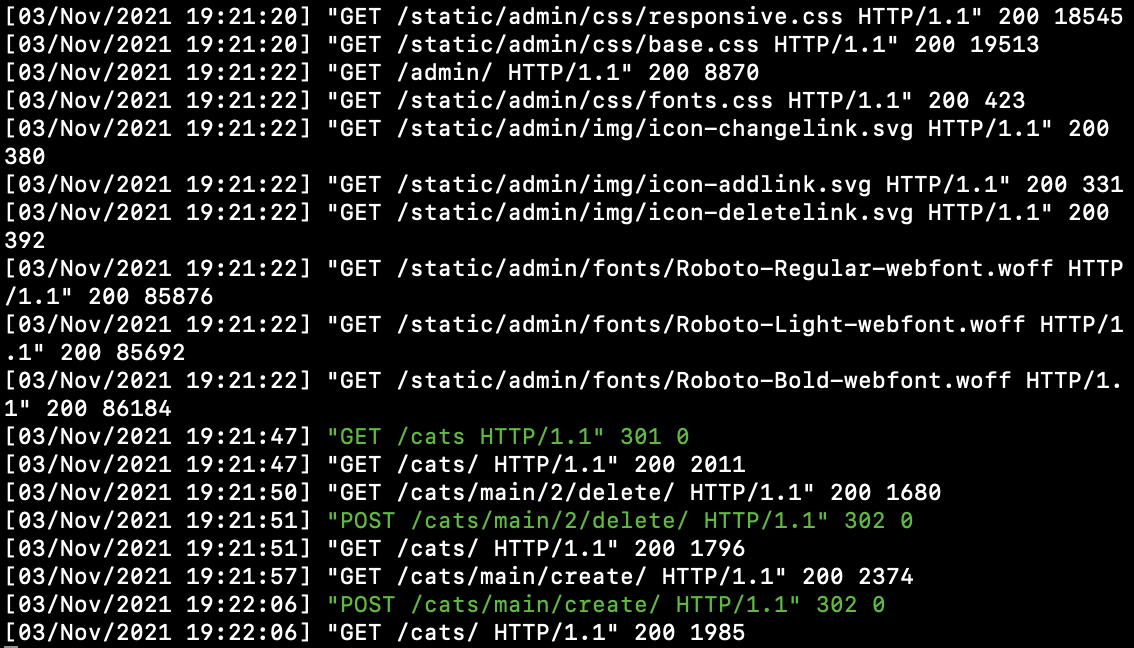 [03/Nov/2021 19:21:20] "GET /static/admin/css/responsive.css HTTP/1.1" 200 18545
[03/Nov/2021 19:21:20] "GET /static/admin/css/base.css HTTP/1.1" 200 19513
[03/Nov/2021 19:21:22] "GET /admin/ HTTP/1.1" 200 8870
[03/Nov/2021 19:21:22] "GET /static/admin/css/fonts.css HTTP/1.1" 200 423
[03/Nov/2021 19:21:22] "GET /static/admin/img/icon-changelink.svg HTTP/1.1" 200
380
[03/Nov/2021 19:21:22] "GET /static/admin/img/icon-addlink.svg HTTP/1.1" 200 331
[03/Nov/2021 19:21:22] "GET /static/admin/img/icon-deletelink.svg HTTP/1.1" 200
392
[03/Nov/2021 19:21:22] "GET /static/admin/fonts/Roboto-Regular-webfont.woff HTTP
/1.1" 200 85876
[03/Nov/2021 19:21:22] "GET /static/admin/fonts/Roboto-Light-webfont.woff HTTP/1
.1" 200 85692
[03/Nov/2021 19:21:22] "GET /static/admin/fonts/Roboto-Bold-webfont.woff HTTP/1.
1" 200 86184
[03/Nov/2021 19:21:47] "GET /cats HTTP/1.1" 301 0
[03/Nov/2021 19:21:47] "GET /cats/ HTTP/1.1" 200 2011
[03/Nov/2021 19:21:50] "GET /cats/main/2/delete/ HTTP/1.1" 200 1680
[03/Nov/2021 19:21:51] "POST /cats/main/2/delete/ HTTP/1.1" 302 0
[03/Nov/2021 19:21:51] "GET /cats/ HTTP/1.1" 200 1796
[03/Nov/2021 19:21:57] "GET /cats/main/create/ HTTP/1.1" 200 2374
[03/Nov/2021 19:22:06] "POST /cats/main/create/ HTTP/1.1" 302 0
[03/Nov/2021 19:22:06] "GET /cats/ HTTP/1.1" 200 1985